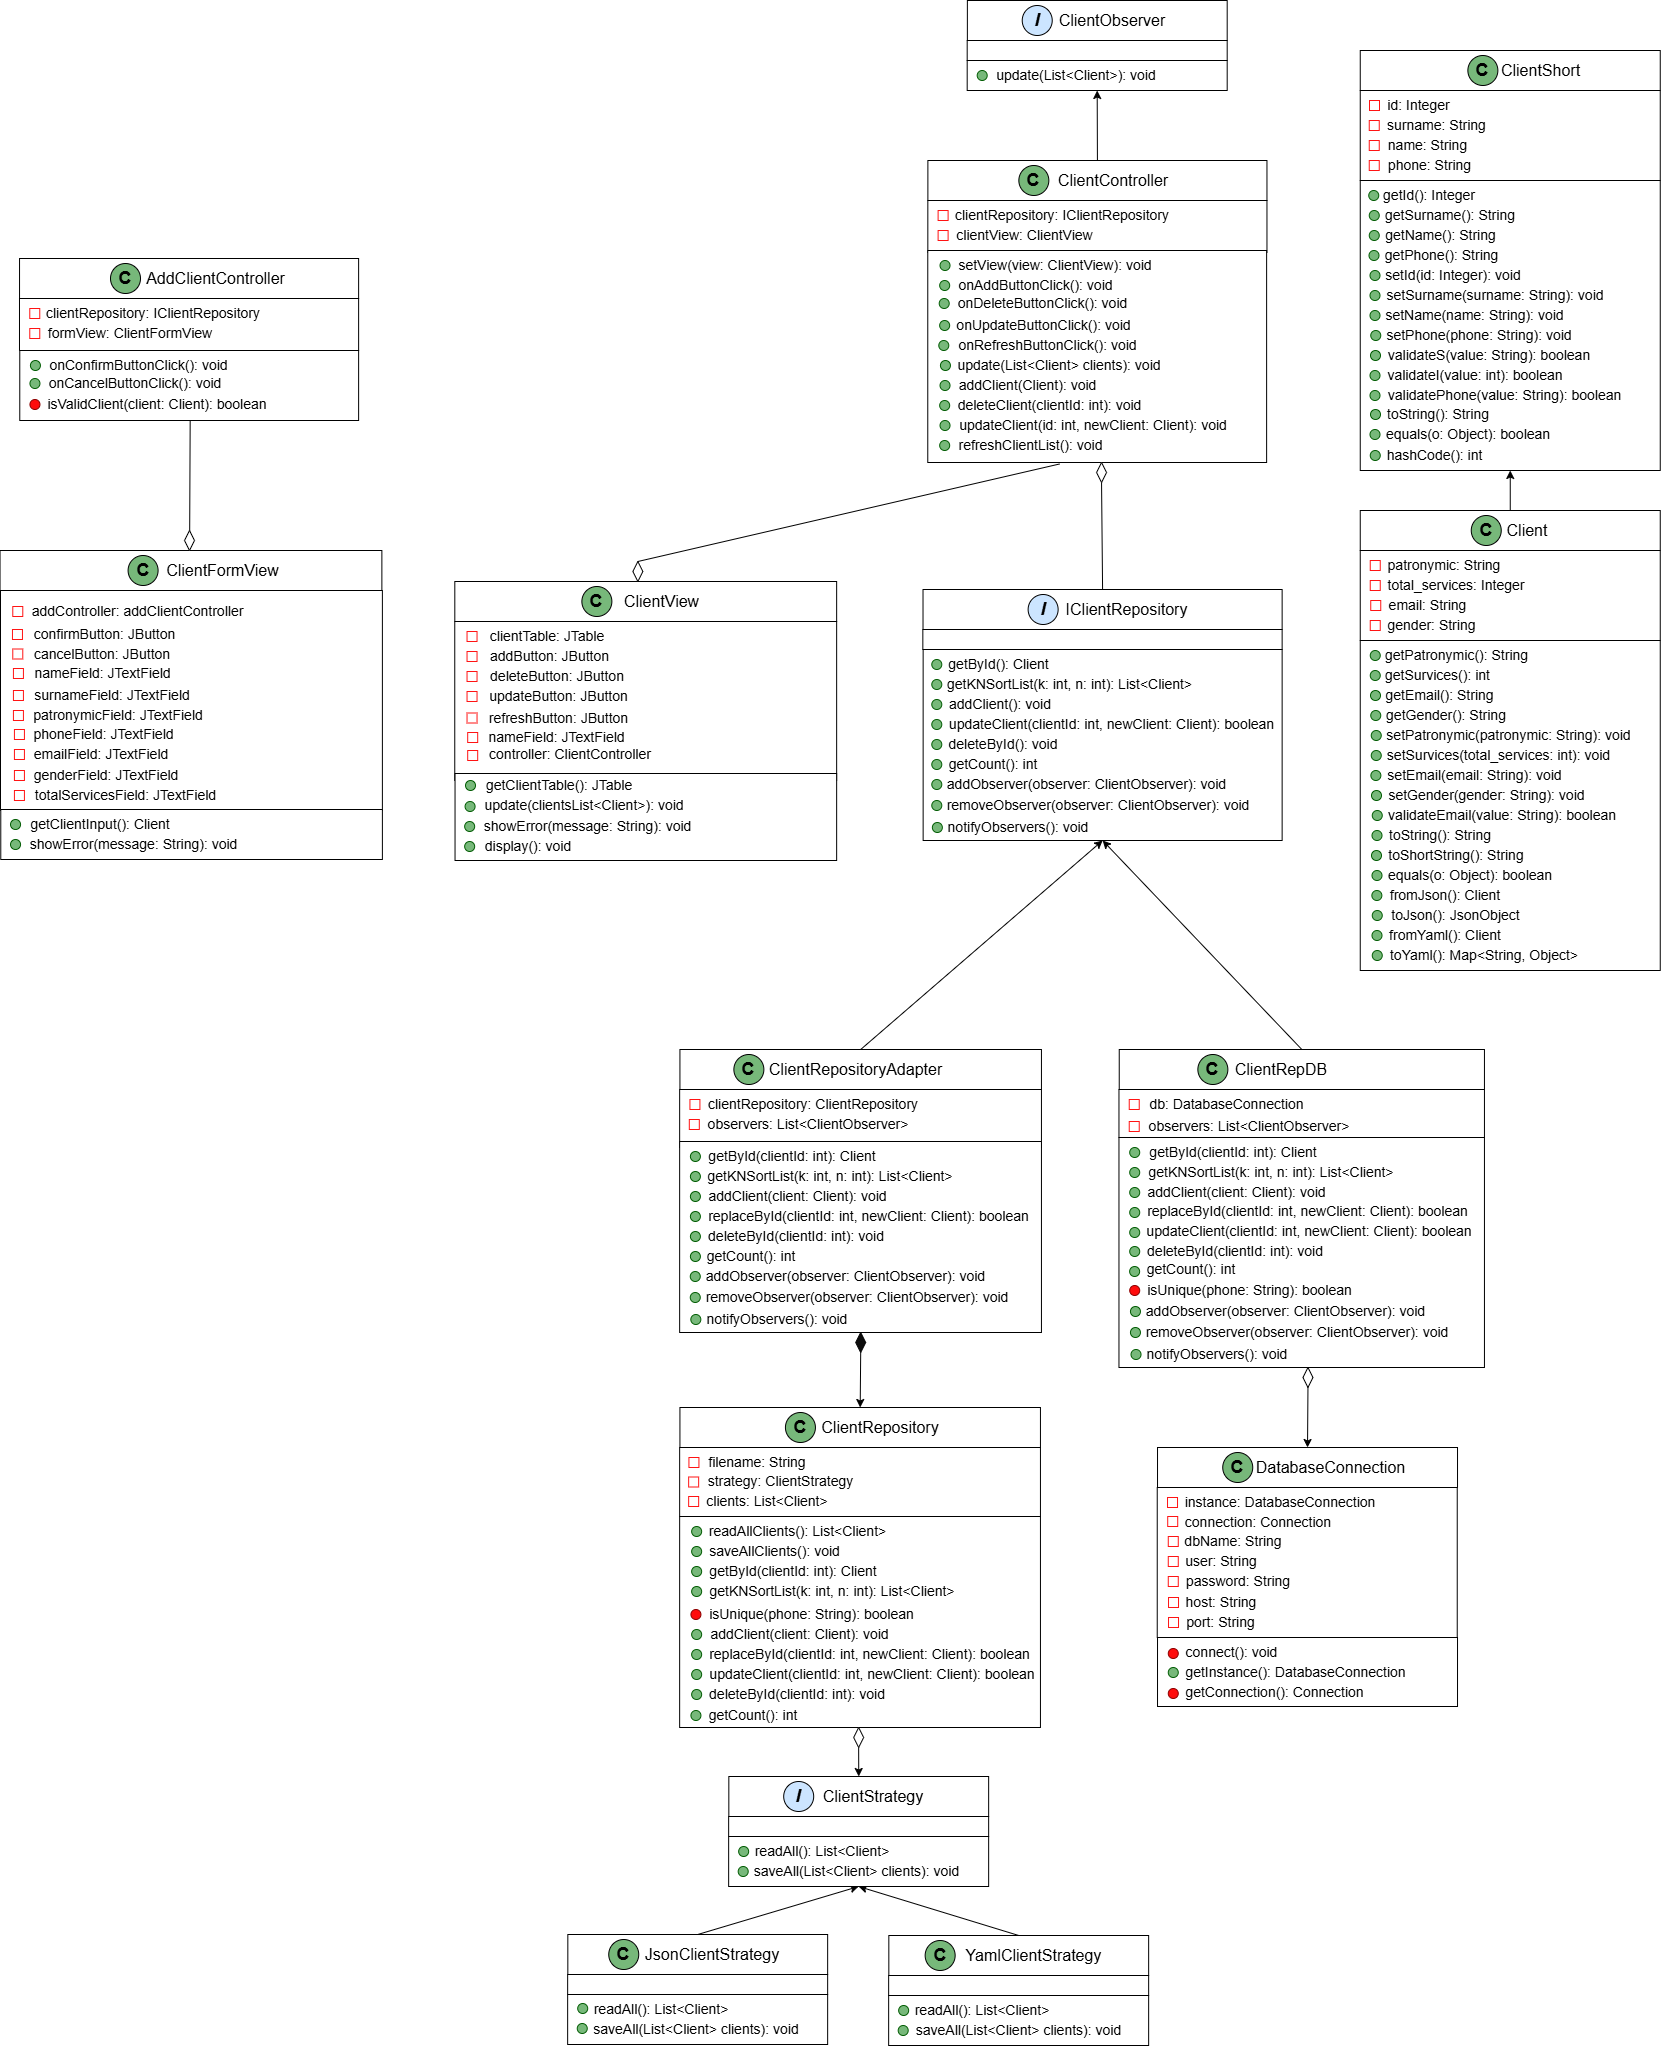 I ClientObserver
update(List<Client>): void
C ClientShort
id: Integer
surname: String
name: String
phone: String
getId(): Integer
getSurname(): String
getName(): String
getPhone(): String
setId(id: Integer): void
setSurname(surname: String): void
setName(name: String): void
setPhone(phone: String): void
validateS(value: String): boolean
validateI(value: int): boolean
validatePhone(value: String): boolean
toString(): String
equals(o: Object): boolean
hashCode(): int
C ClientController
clientRepository: IClientRepository
clientView: ClientView
setView(view: ClientView): void
onAddButtonClick(): void
onDeleteButtonClick(): void
onUpdateButtonClick(): void
onRefreshButtonClick(): void
update(List<Client> clients): void
addClient(Client): void
deleteClient(clientId: int): void
updateClient(id: int, newClient: Client): void
refreshClientList(): void
C AddClientController
clientRepository: IClientRepository
formView: ClientFormView
onConfirmButtonClick(): void
onCancelButtonClick(): void
isValidClient(client: Client): boolean
C ClientFormView
addController: addClientController
confirmButton: JButton
cancelButton: JButton
nameField: JTextField
surnameField: JTextField
patronymicField: JTextField
phoneField: JTextField
emailField: JTextField
genderField: JTextField
totalServicesField: JTextField
getClientInput(): Client
showError(message: String): void
C ClientView
clientTable: JTable
addButton: JButton
deleteButton: JButton
updateButton: JButton
refreshButton: JButton
nameField: JTextField
controller: ClientController
getClientTable(): JTable
update(clientsList<Client>): void
showError(message: String): void
display(): void
I IClientRepository
getById(): Client
getKNSortList(k: int, n: int): List<Client>
addClient(): void
updateClient(clientId: int, newClient: Client): boolean
deleteById(): void
getCount(): int
addObserver(observer: ClientObserver): void
removeObserver(observer: ClientObserver): void
notifyObservers(): void
C Client
patronymic: String
total_services: Integer
email: String
gender: String
getPatronymic(): String
getSurvices(): int
getEmail(): String
getGender(): String
setPatronymic(patronymic: String): void
setSurvices(total_services: int): void
setEmail(email: String): void
setGender(gender: String): void
validateEmail(value: String): boolean
toString(): String
toShortString(): String
equals(o: Object): boolean
fromJson(): Client
toJson(): JsonObject
fromYaml(): Client
toYaml(): Map<String, Object>
C ClientRepositoryAdapter
clientRepository: ClientRepository
observers: List<ClientObserver>
getById(clientId: int): Client
getKNSortList(k: int, n: int): List<Client>
addClient(client: Client): void
replaceById(clientId: int, newClient: Client): boolean
deleteById(clientId: int): void
getCount(): int
addObserver(observer: ClientObserver): void
removeObserver(observer: ClientObserver): void
notifyObservers(): void
C ClientRepDB
db: DatabaseConnection
observers: List<ClientObserver>
getById(clientId: int): Client
getKNSortList(k: int, n: int): List<Client>
addClient(client: Client): void
replaceById(clientId: int, newClient: Client): boolean
updateClient(clientId: int, newClient: Client): boolean
deleteById(clientId: int): void
getCount(): int
isUnique(phone: String): boolean
addObserver(observer: ClientObserver): void
removeObserver(observer: ClientObserver): void
notifyObservers(): void
C ClientRepository
filename: String
strategy: ClientStrategy
clients: List<Client>
readAllClients(): List<Client>
saveAllClients(): void
getById(clientId: int): Client
getKNSortList(k: int, n: int): List<Client>
isUnique(phone: String): boolean
addClient(client: Client): void
replaceById(clientId: int, newClient: Client): boolean
updateClient(clientId: int, newClient: Client): boolean
deleteById(clientId: int): void
getCount(): int
C DatabaseConnection
instance: DatabaseConnection
connection: Connection
dbName: String
user: String
password: String
host: String
port: String
connect(): void
getInstance(): DatabaseConnection
getConnection(): Connection
I ClientStrategy
readAll(): List<Client>
saveAll(List<Client> clients): void
C JsonClientStrategy
readAll(): List<Client>
saveAll(List<Client> clients): void
C YamlClientStrategy
readAll(): List<Client>
saveAll(List<Client> clients): void